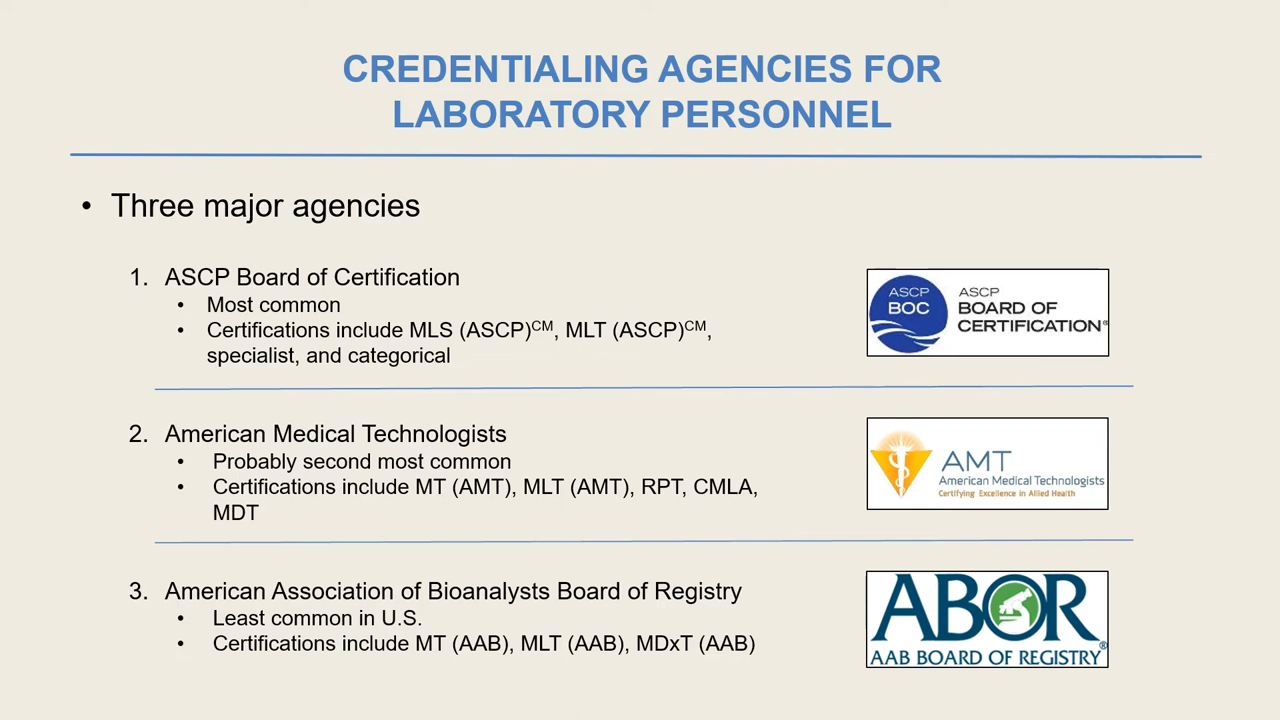 CREDENTIALING AGENCIES FOR
LABORATORY PERSONNEL
• Three major agencies
1. ASCP Board of Certification
• Most common
• Certifications include MLS (ASCP)CM, MLT (ASCP)CM,
specialist, and categorical
ASCP
BOC
ASCP
BOARD OF
CERTIFICATION®
2. American Medical Technologists
• Probably second most common
• Certifications include MT (AMT), MLT (AMT), RPT, CMLA,
MDT
AMT
American Medical Technologists
Certifying Excellence in Allied Health
3. American Association of Bioanalysts Board of Registry
• Least common in U.S.
• Certifications include MT (AAB), MLT (AAB), MDxT (AAB)
ABOR
AAB BOARD OF REGISTRY®